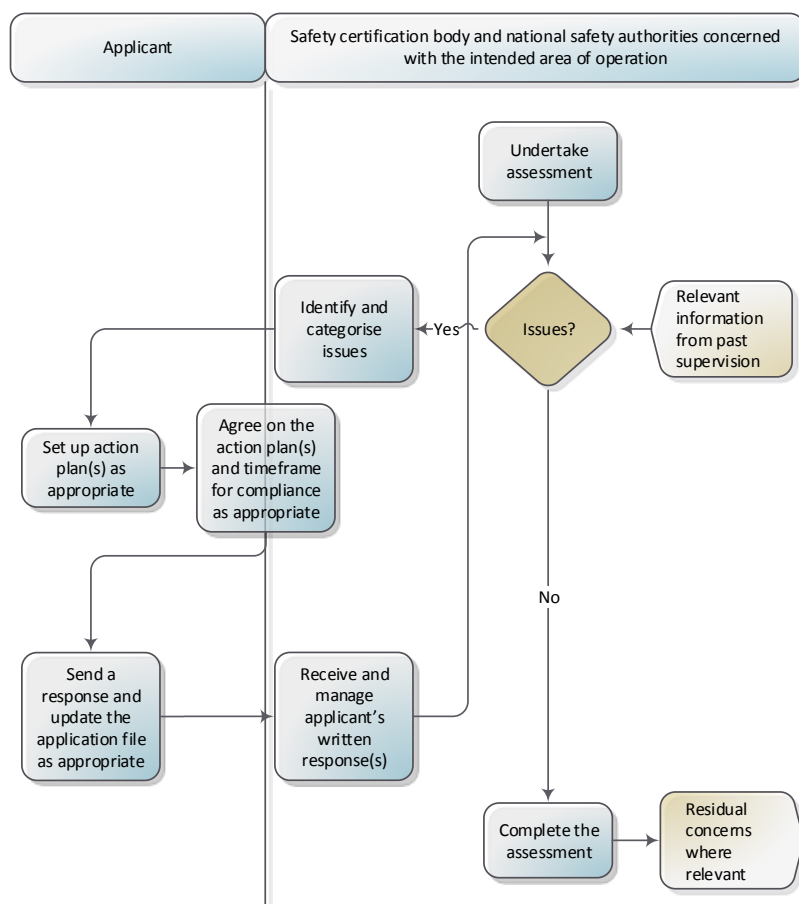 Applicant
Safety certification body and national safety authorities concerned
with the intended area of operation
Undertake
assessment
Identify and
categorise
issues
Yes
Issues?
Relevant
information
from past
supervision
Set up action
plan(s) as
appropriate
Agree on the
action plan(s)
and timeframe
for compliance
as appropriate
No
Send a
response and
update the
application file
as appropriate
Receive and
manage
applicant’s
written
response(s)
Complete the
assessment
Residual
concerns
where
relevant